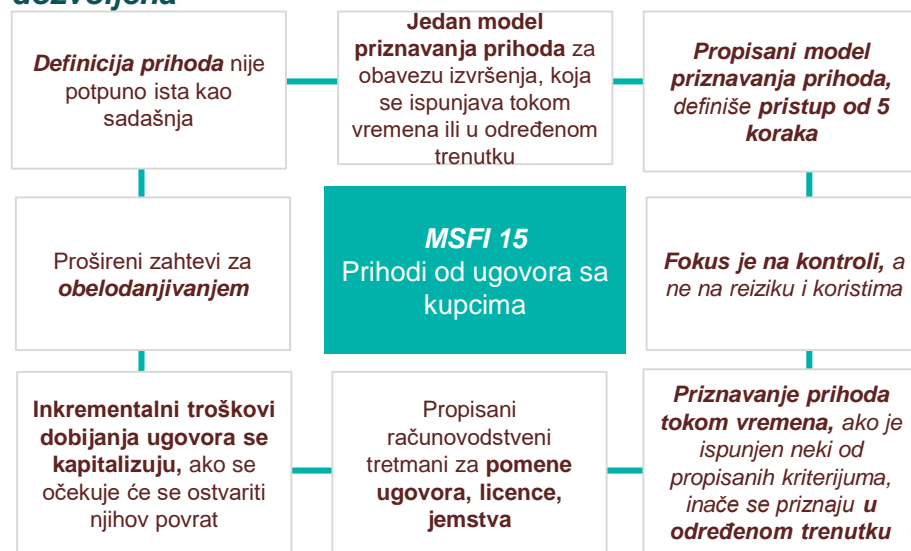 dozvoljena
Definicija prihoda nije
potpuno ista kao
sadašnja
Jedan model
priznavanja prihoda za
obavezu izvršenja, koja
se ispunjava tokom
vremena ili u određenom
trenutku
Propisani model
priznavanja prihoda,
definiše pristup od 5
koraka
Prošireni zahtevi za
obelodanjivanjem
MSFI 15
Prihodi od ugovora sa
kupcima
Fokus je na kontroli, a
ne na reiziku i koristima
Inkrementalni troškovi
dobijanja ugovora se
kapitalizuju, ako se
očekuje će se ostvariti
njihov povrat
Propisani
računovodstveni
tretmani za pomene
ugovora, licence,
jemstva
Priznavanje prihoda
tokom vremena, ako je
ispunjen neki od
propisanih kriterijuma,
inače se priznaju u
određenom trenutku